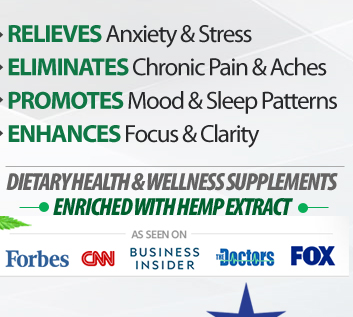 RELIEVES Anxiety & Stress
ELIMINATES Chronic Pain & Aches
PROMOTES Mood & Sleep Patterns
ENHANCES Focus & Clarity
DIETARY HEALTH & WELLNESS SUPPLEMENTS
ENRICHED WITH HEMP EXTRACT
AS SEEN ON
Forbes CNN BUSINESS INSIDER THE Doctors FOX